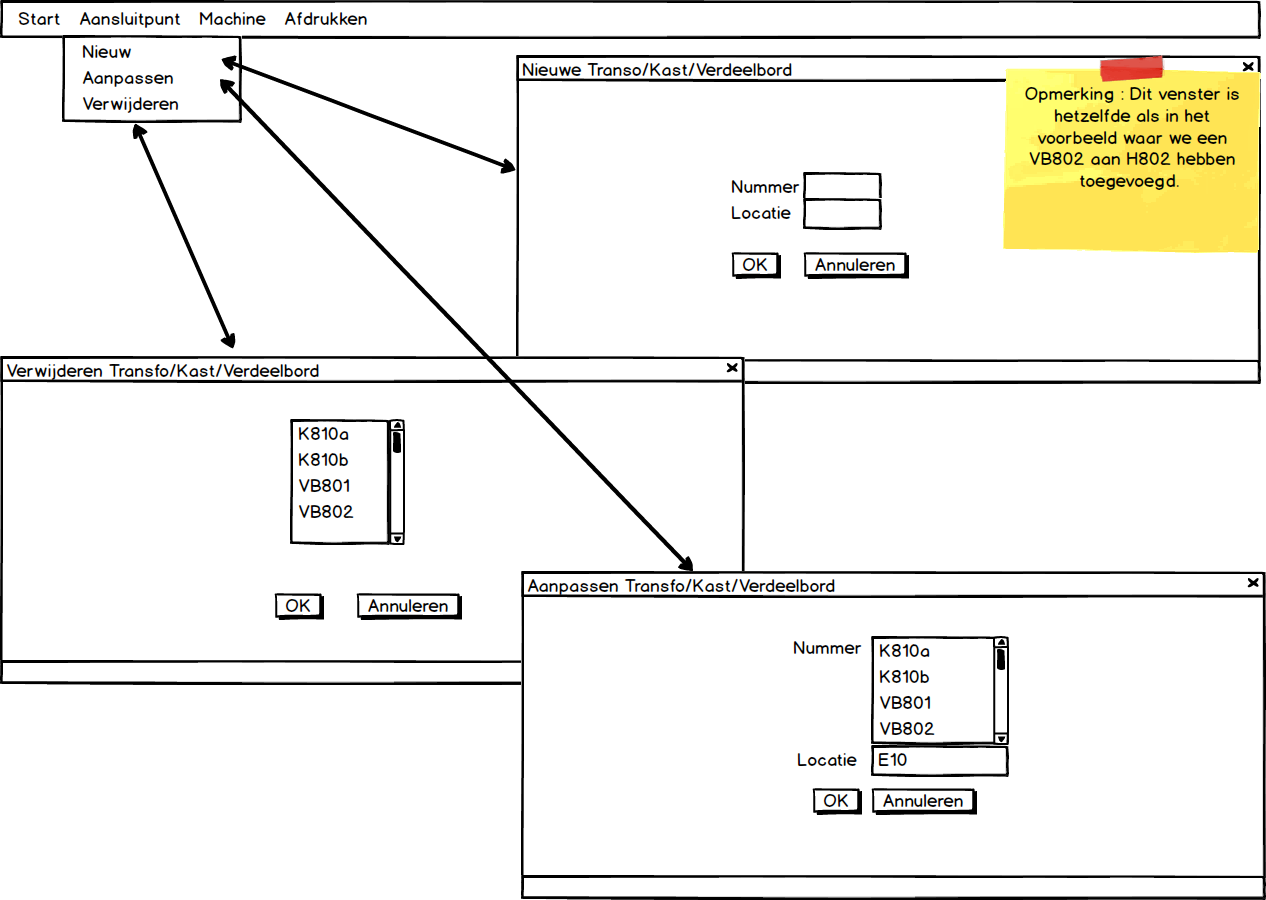 Start Aansluitpunt Machine Afdrukken
Nieuw
Aanpassen
Verwijderen
Nieuwe Transo/Kast/Verdeelbord
Opmerking : Dit venster is
hetzelfde als in het
voorbeeld waar we een
VB802 aan H802 hebben
toegevoegd.
Nummer
Locatie
OK Annuleren
Verwijderen Transfo/Kast/Verdeelbord
K810a
K810b
VB801
VB802
OK Annuleren
Aanpassen Transfo/Kast/Verdeelbord
Nummer
K810a
K810b
VB801
VB802
Locatie E10
OK Annuleren